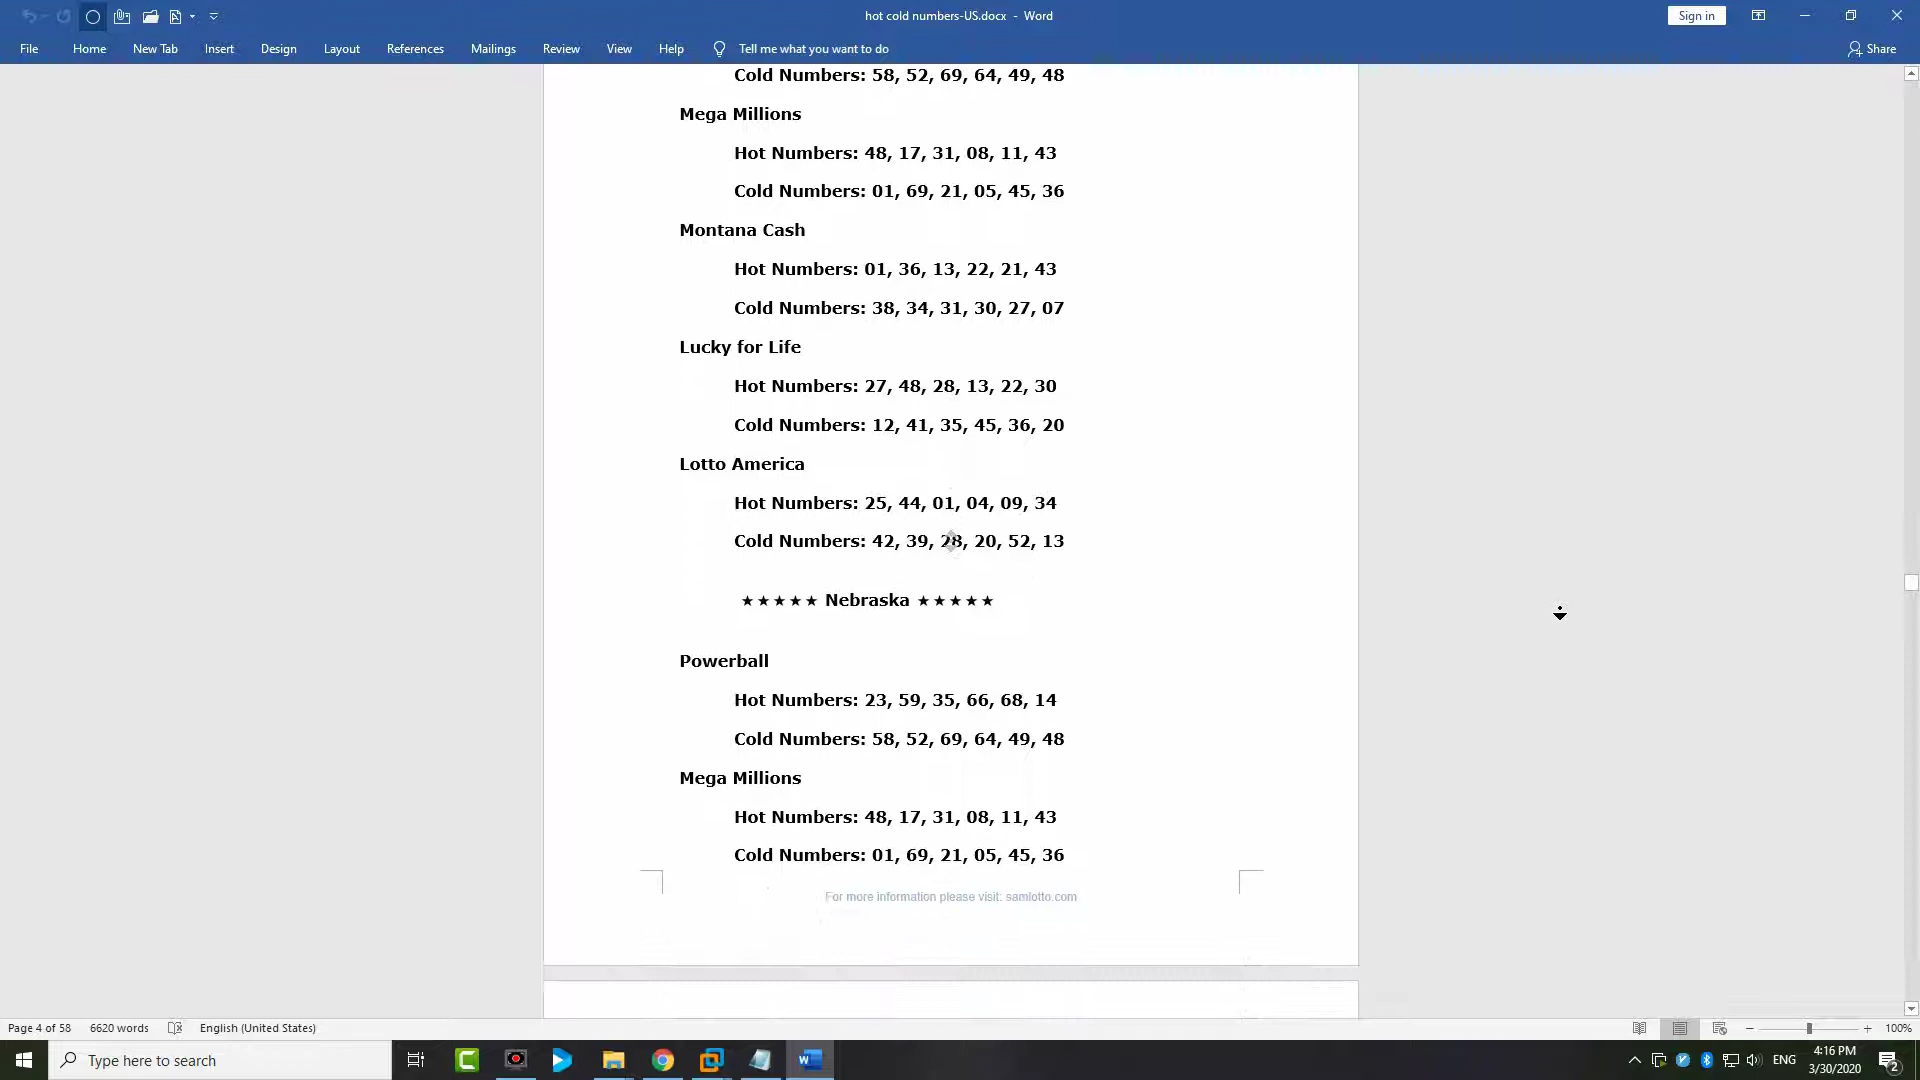 hot cold numbers-US.docx - Word
Sign in
File Home New Tab Insert Design Layout References Mailings Review View Help Tell me what you want to do Share
Cold Numbers: 58, 52, 69, 64, 49, 48
Mega Millions
Hot Numbers: 48, 17, 31, 08, 11, 43
Cold Numbers: 01, 69, 21, 05, 45, 36
Montana Cash
Hot Numbers: 01, 36, 13, 22, 21, 43
Cold Numbers: 38, 34, 31, 30, 27, 07
Lucky for Life
Hot Numbers: 27, 48, 28, 13, 22, 30
Cold Numbers: 12, 41, 35, 45, 36, 20
Lotto America
Hot Numbers: 25, 44, 01, 04, 09, 34
Cold Numbers: 42, 39, 28, 20, 52, 13
★★★★★ Nebraska ★★★★★
Powerball
Hot Numbers: 23, 59, 35, 66, 68, 14
Cold Numbers: 58, 52, 69, 64, 49, 48
Mega Millions
Hot Numbers: 48, 17, 31, 08, 11, 43
Cold Numbers: 01, 69, 21, 05, 45, 36
For more information please visit: samlotto.com
Page 4 of 58 6620 words English (United States) 100%
Type here to search
ENG
4:16 PM
3/30/2020
2